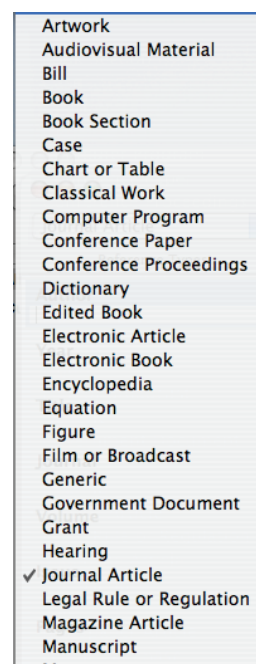 Artwork
Audiovisual Material
Bill
Book
Book Section
Case
Chart or Table
Classical Work
Computer Program
Conference Paper
Conference Proceedings
Dictionary
Edited Book
Electronic Article
Electronic Book
Encyclopedia
Equation
Figure
Film or Broadcast
Generic
Government Document
Grant
Hearing
✓ Journal Article
Legal Rule or Regulation
Magazine Article
Manuscript